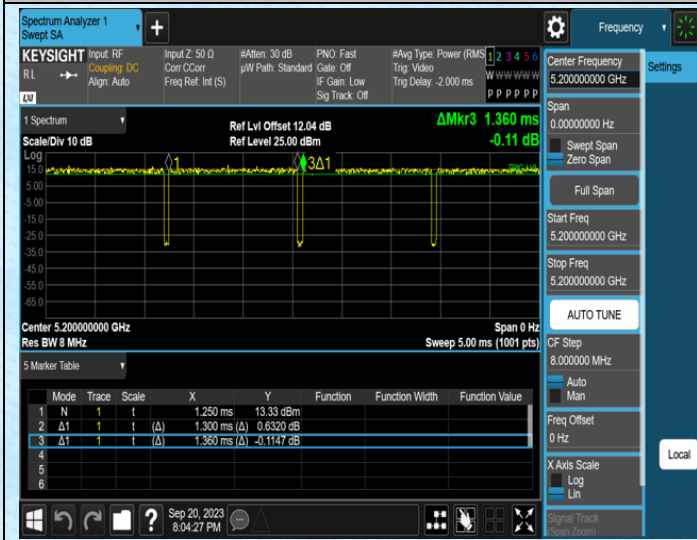 Spectrum Analyzer 1
Swept SA
Frequency
KEYSIGHT
RL
LXI
Input: RF
Coupling: DC
Align: Auto
Input Z: 50 Ω
Corr CCorr
Freq Ref: Int (S)
#Atten: 30 dB
µW Path: Standard
PNO: Fast
Gate: Off
IF Gain: Low
Sig Track: Off
#Avg Type: Power (RMS
Trig: Video
Trig Delay: -2.000 ms
1 2 3 4 5 6
W W W W W W
P P P P P P
1 Spectrum
Scale/Div 10 dB
Ref Lvl Offset 12.04 dB
Ref Level 25.00 dBm
ΔMkr3 1.360 ms
-0.11 dB
Log
15.0
5.00
-5.00
-15.0
-25.0
-35.0
-45.0
-55.0
-65.0
1
3Δ1
TRIG LVL
Center 5.200000000 GHz
Res BW 8 MHz
Span 0 Hz
Sweep 5.00 ms (1001 pts)
5 Marker Table
Mode Trace Scale X Y Function Function Width Function Value
1 N 1 t 1.250 ms 13.33 dBm
2 Δ1 1 t (Δ) 1.300 ms (Δ) 0.6320 dB
3 Δ1 1 t (Δ) 1.360 ms (Δ) -0.1147 dB
4
5
6
Sep 20, 2023
8:04:27 PM
?
Center Frequency
5.200000000 GHz
Span
0.00000000 Hz
Swept Span
Zero Span
Full Span
Start Freq
5.200000000 GHz
Stop Freq
5.200000000 GHz
AUTO TUNE
CF Step
8.000000 MHz
Auto
Man
Freq Offset
0 Hz
X Axis Scale
Log
Lin
Signal Track
(Span Zoom)
Settings
Local